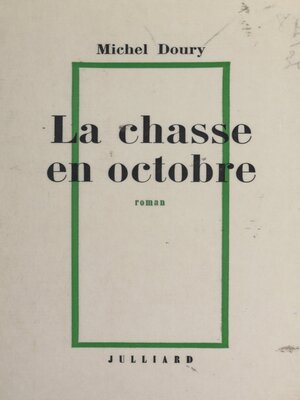 Michel Doury
La chasse
en octobre
roman
JULLIARD